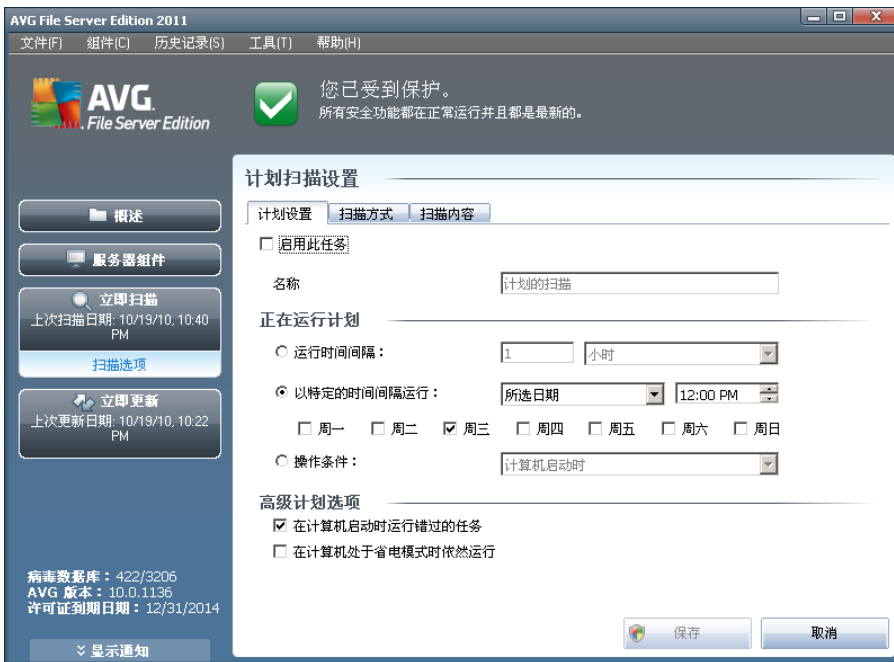 AVG File Server Edition 2011
文件(F) 组件(C) 历史记录(S) 工具(T) 帮助(H)
AVG.
File Server Edition
您已受到保护。
所有安全功能都在正常运行并且都是最新的。
概述
服务器组件
立即扫描
上次扫描日期: 10/19/10, 10:40
PM
扫描选项
立即更新
上次更新日期: 10/19/10, 10:22
PM
病毒数据库：422/3206
AVG 版本：10.0.1136
许可证到期日期：12/31/2014
显示通知
计划扫描设置
计划设置 扫描方式 扫描内容
启用此任务
名称 计划的扫描
正在运行计划
运行时间间隔： 1 小时
以特定的时间间隔运行： 所选日期 12:00 PM
周一 周二 周三 周四 周五 周六 周日
操作条件： 计算机启动时
高级计划选项
在计算机启动时运行错过的任务
在计算机处于省电模式时依然运行
保存 取消